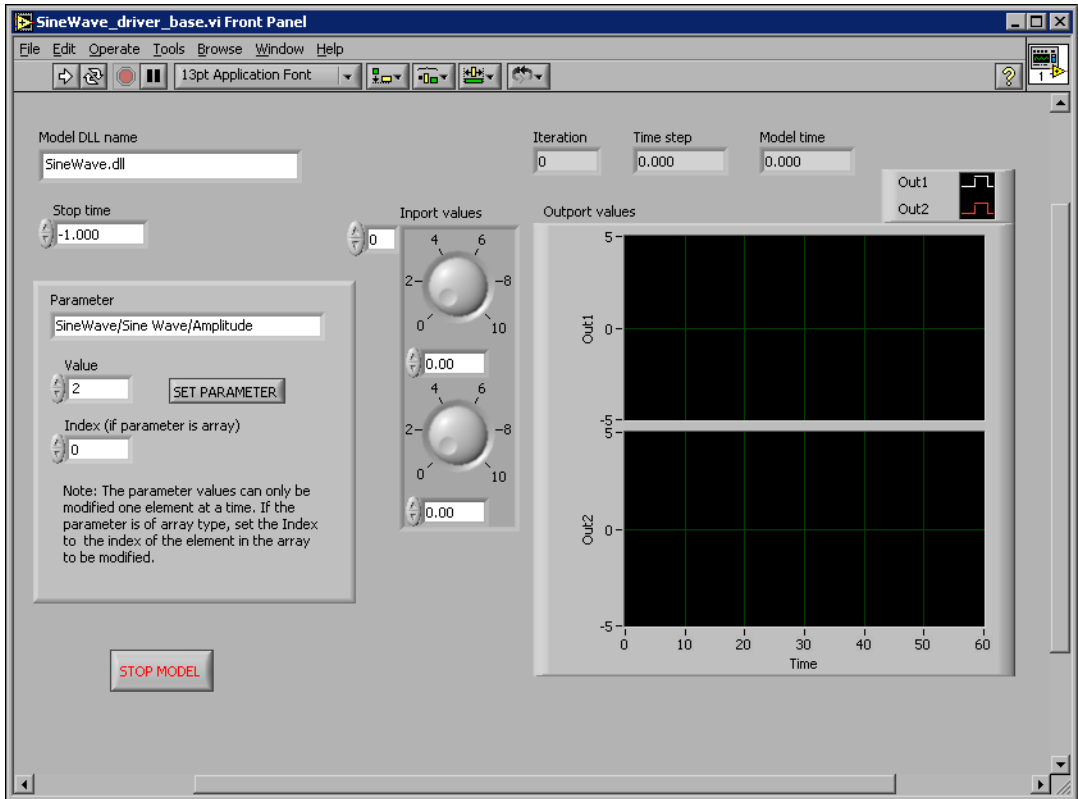 SineWave_driver_base.vi Front Panel
File Edit Operate Tools Browse Window Help
13pt Application Font
?
1
Model DLL name
SineWave.dll
Iteration
0
Time step
0.000
Model time
0.000
Stop time
-1.000
0
Inport values
4 6
2 8
0 10
0.00
4 6
2 8
0 10
0.00
Parameter
SineWave/Sine Wave/Amplitude
Value
2
SET PARAMETER
Index (if parameter is array)
0
Note: The parameter values can only be
modified one element at a time. If the
parameter is of array type, set the Index
to the index of the element in the array
to be modified.
STOP MODEL
Outport values
Out1
Out2
5
Out1
0
-5
5
Out2
0
-5
0 10 20 30 40 50 60
Time